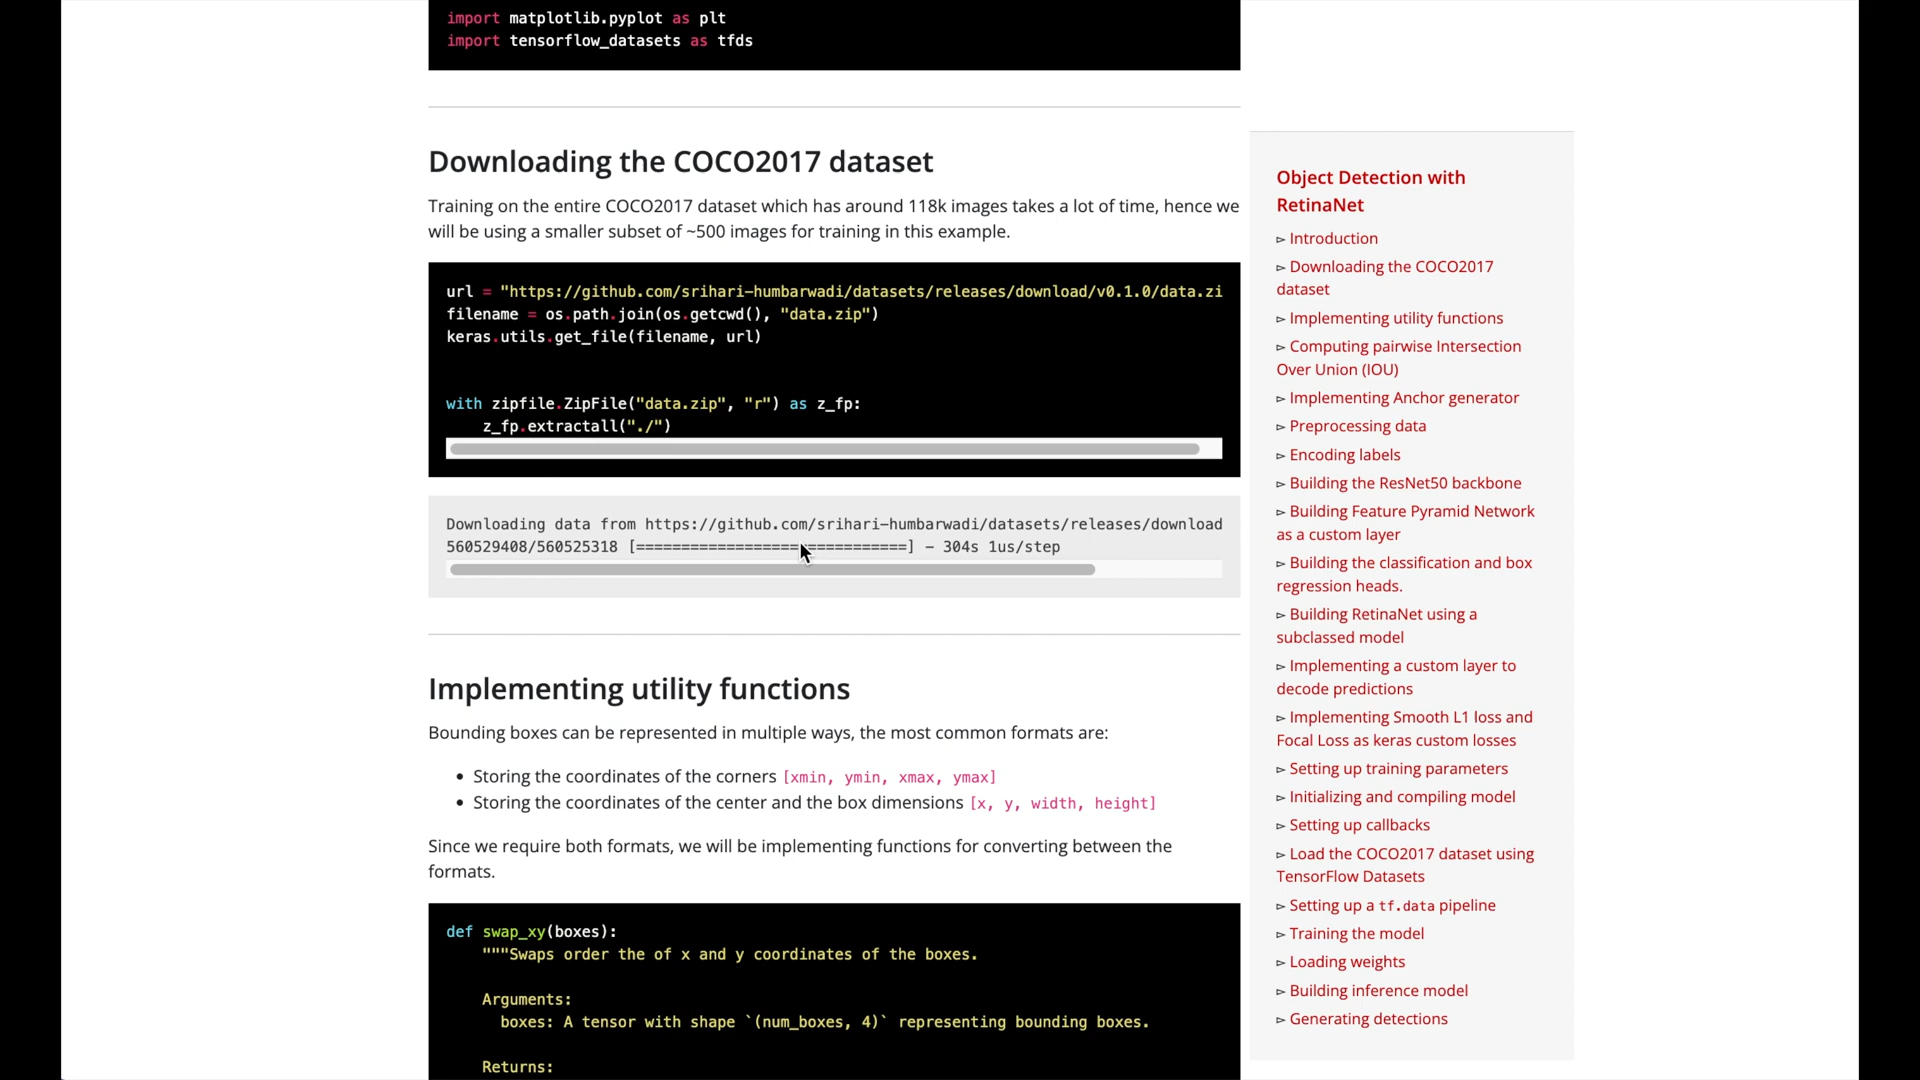 import matplotlib.pyplot as plt
import tensorflow_datasets as tfds
Downloading the COCO2017 dataset
Training on the entire COCO2017 dataset which has around 118k images takes a lot of time, hence we
will be using a smaller subset of ~500 images for training in this example.
url = "https://github.com/srihari-humbarwadi/datasets/releases/download/v0.1.0/data.zi
filename = os.path.join(os.getcwd(), "data.zip")
keras.utils.get_file(filename, url)
with zipfile.ZipFile("data.zip", "r") as z_fp:
    z_fp.extractall("./")
Downloading data from https://github.com/srihari-humbarwadi/datasets/releases/download
560529408/560525318 [==============================] - 304s 1us/step
Implementing utility functions
Bounding boxes can be represented in multiple ways, the most common formats are:
• Storing the coordinates of the corners [xmin, ymin, xmax, ymax]
• Storing the coordinates of the center and the box dimensions [x, y, width, height]
Since we require both formats, we will be implementing functions for converting between the
formats.
def swap_xy(boxes):
    """Swaps order the of x and y coordinates of the boxes.
    Arguments:
      boxes: A tensor with shape `(num_boxes, 4)` representing bounding boxes.
    Returns:
Object Detection with
RetinaNet
▻ Introduction
▻ Downloading the COCO2017
dataset
▻ Implementing utility functions
▻ Computing pairwise Intersection
Over Union (IOU)
▻ Implementing Anchor generator
▻ Preprocessing data
▻ Encoding labels
▻ Building the ResNet50 backbone
▻ Building Feature Pyramid Network
as a custom layer
▻ Building the classification and box
regression heads.
▻ Building RetinaNet using a
subclassed model
▻ Implementing a custom layer to
decode predictions
▻ Implementing Smooth L1 loss and
Focal Loss as keras custom losses
▻ Setting up training parameters
▻ Initializing and compiling model
▻ Setting up callbacks
▻ Load the COCO2017 dataset using
TensorFlow Datasets
▻ Setting up a tf.data pipeline
▻ Training the model
▻ Loading weights
▻ Building inference model
▻ Generating detections